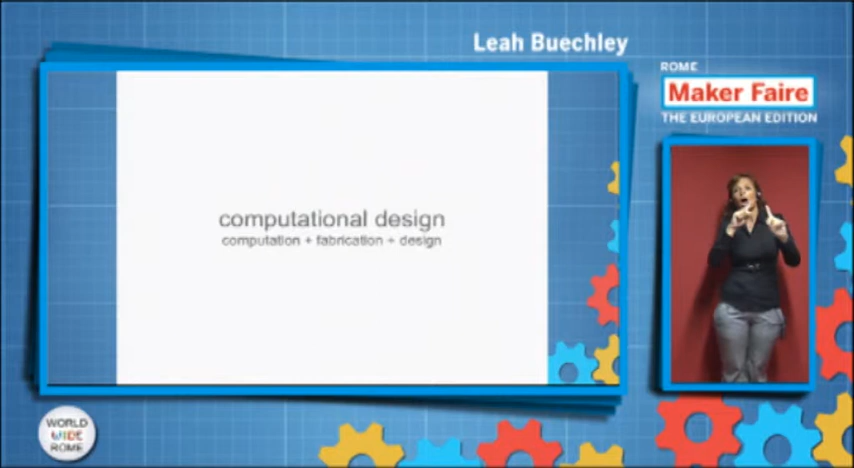 Leah Buechley
ROME
Maker Faire
THE EUROPEAN EDITION
computational design
computation + fabrication + design
WORLD
WIDE
ROME